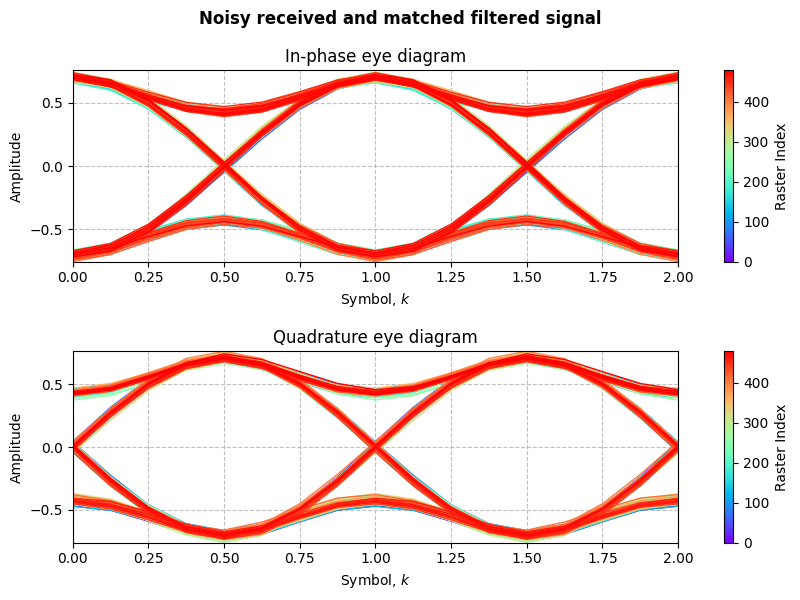 Noisy received and matched filtered signal
In-phase eye diagram
Amplitude
0.5
0.0
−0.5
0.00 0.25 0.50 0.75 1.00 1.25 1.50 1.75 2.00
Symbol, k
400
300
200
100
0
Raster Index
Quadrature eye diagram
Amplitude
0.5
0.0
−0.5
0.00 0.25 0.50 0.75 1.00 1.25 1.50 1.75 2.00
Symbol, k
400
300
200
100
0
Raster Index